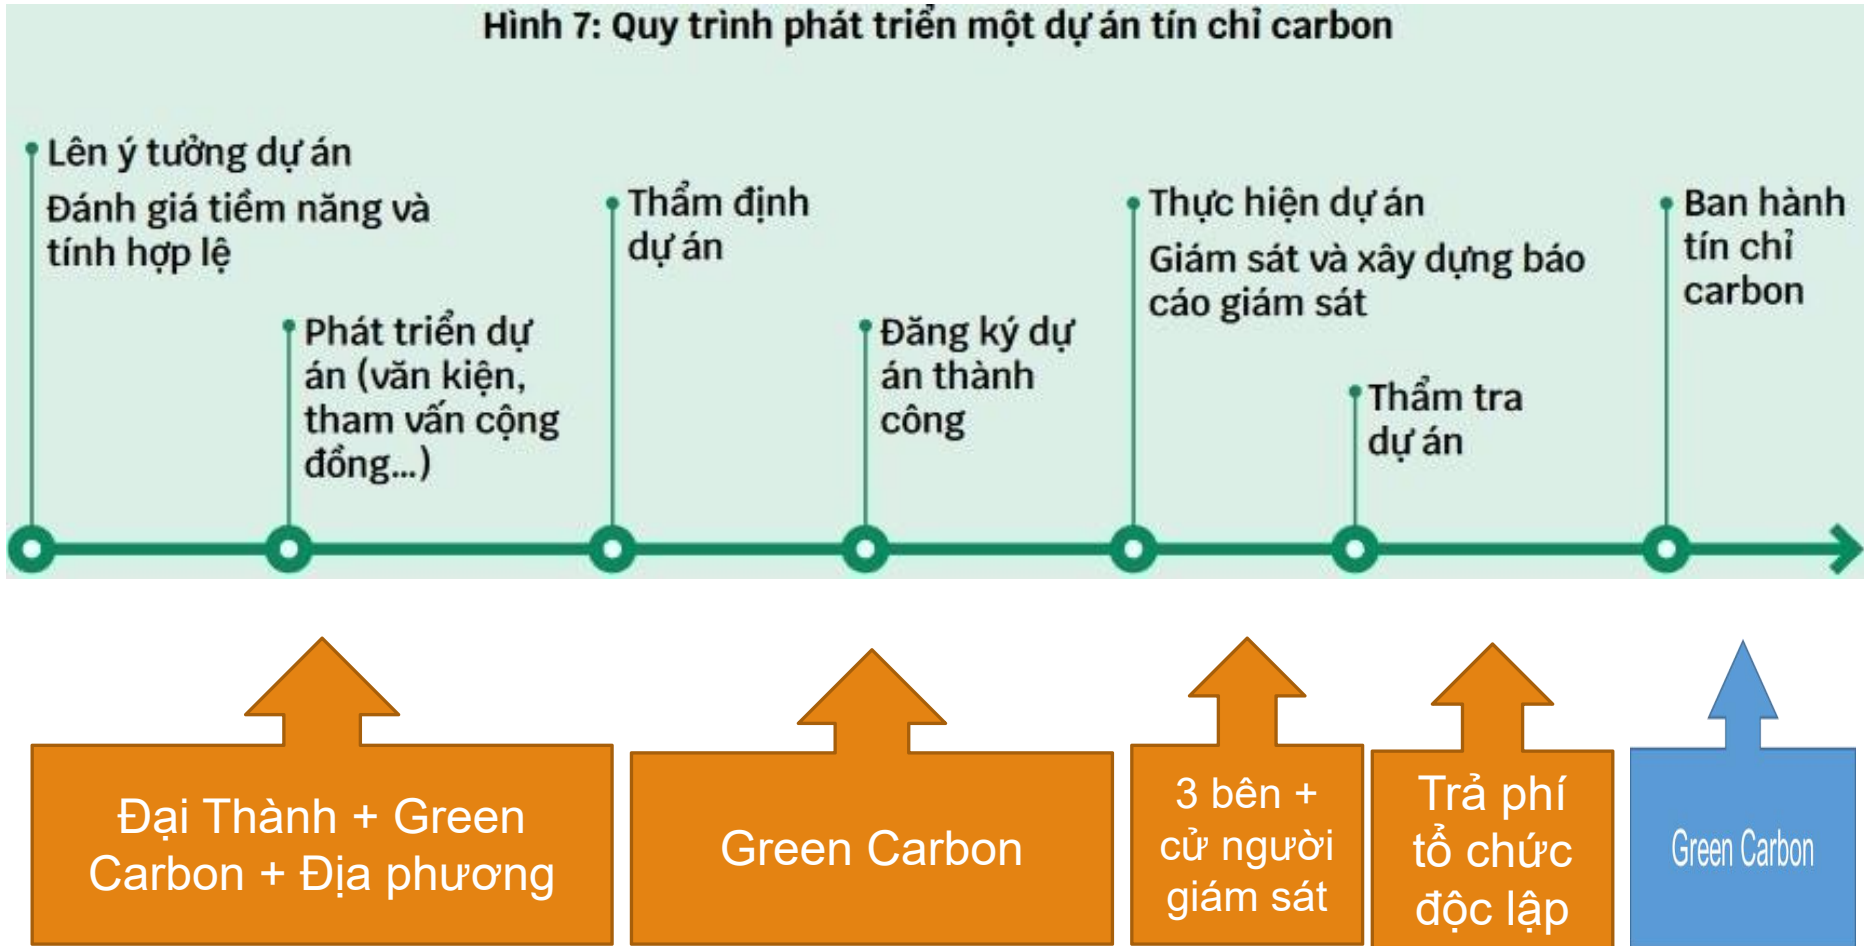 Hình 7: Quy trình phát triển một dự án tín chỉ carbon
Lên ý tưởng dự án
Đánh giá tiềm năng và
tính hợp lệ
Phát triển dự
án (văn kiện,
tham vấn cộng
đồng...)
Thẩm định
dự án
Đăng ký dự
án thành
công
Thực hiện dự án
Giám sát và xây dựng báo
cáo giám sát
Thẩm tra
dự án
Ban hành
tín chỉ
carbon
Đại Thành + Green
Carbon + Địa phương
Green Carbon
3 bên +
cử người
giám sát
Trả phí
tổ chức
độc lập
Green Carbon